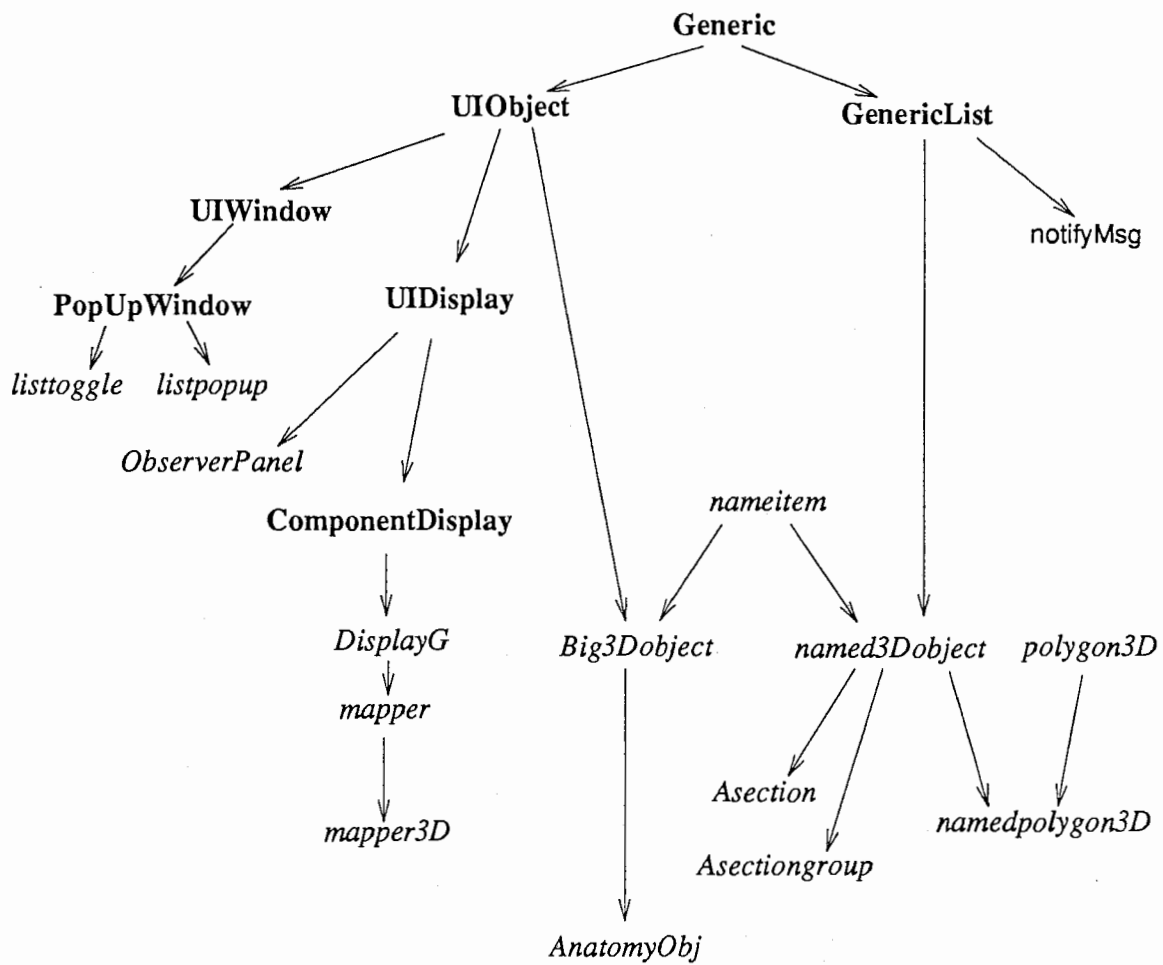 Generic
UIObject
GenericList
UIWindow
notifyMsg
PopUpWindow
UIDisplay
listtoggle
listpopup
ObserverPanel
nameitem
ComponentDisplay
DisplayG
Big3Dobject
named3Dobject
polygon3D
mapper
Asection
namedpolygon3D
mapper3D
Asectiongroup
AnatomyObj